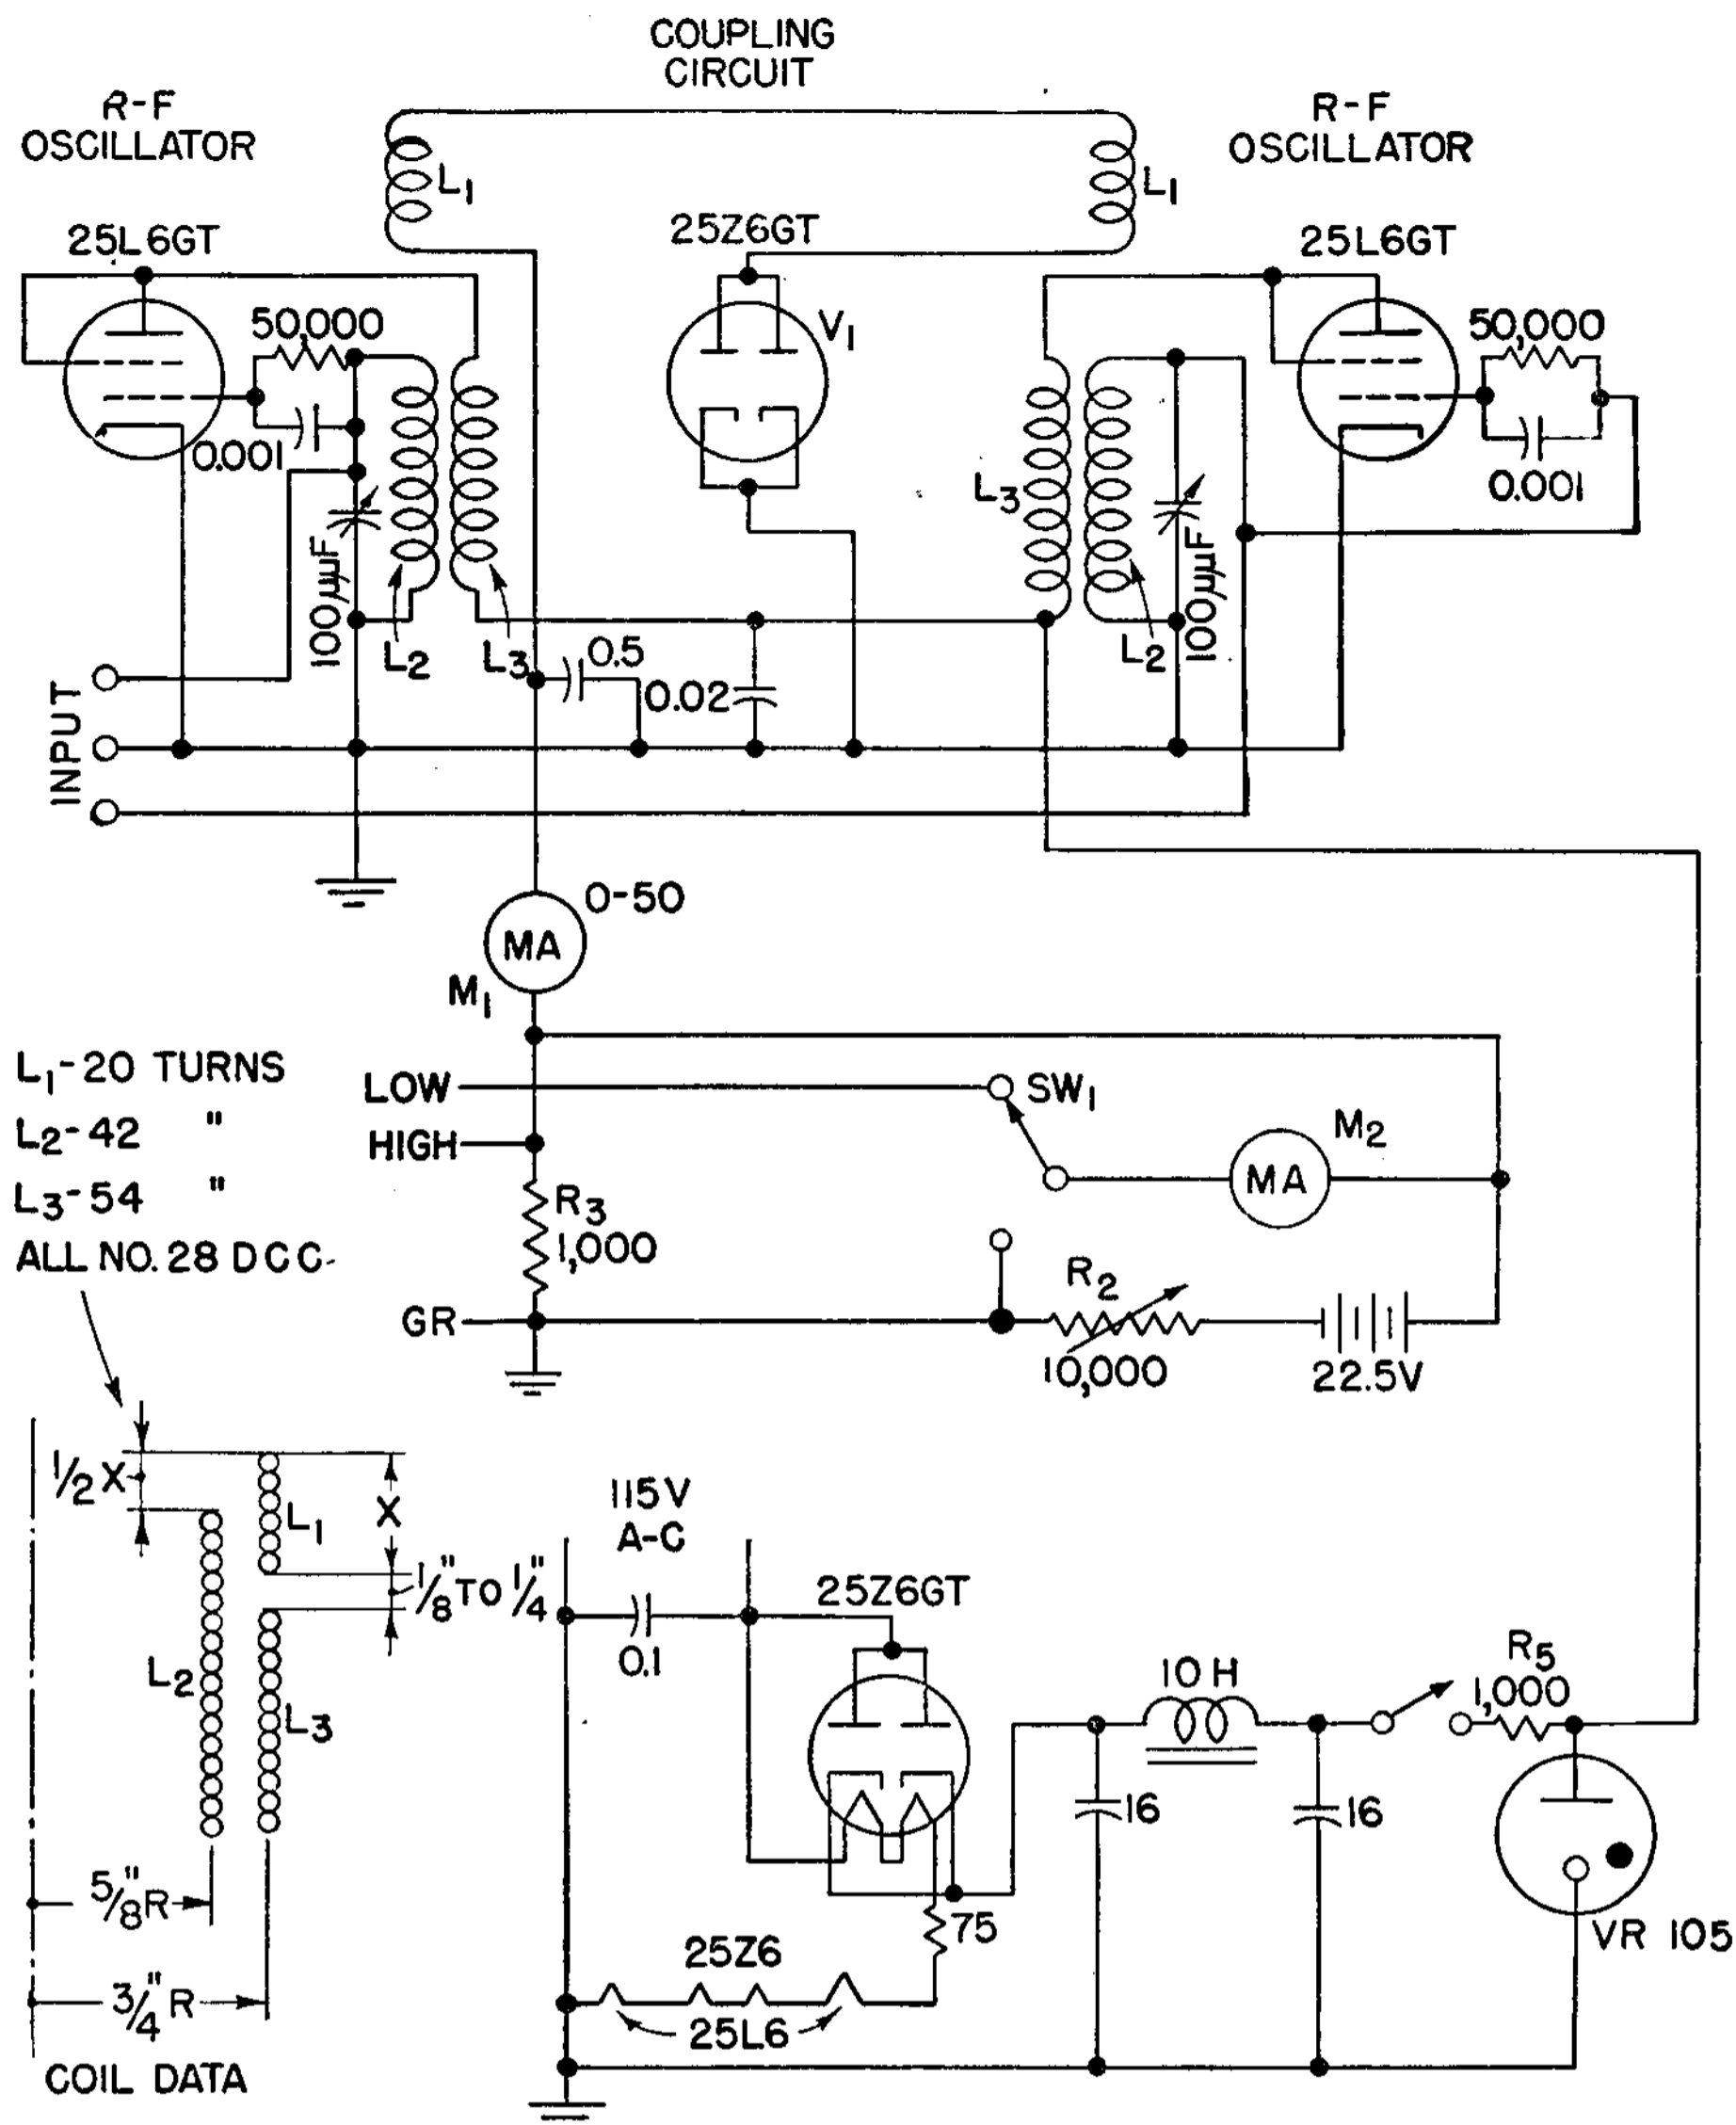 COUPLING
CIRCUIT
R-F
OSCILLATOR
R-F
OSCILLATOR
L1
L1
25L6GT
25Z6GT
25L6GT
50,000
V1
50,000
0.001
0.001
L3
100 µµF
100 µµF
L2
L3
L2
0.5
0.02
INPUT
0-50
MA
M1
L1-20 TURNS
L2-42 "
L3-54 "
ALL NO. 28 D C C
LOW
SW1
HIGH
M2
MA
R3
1,000
GR
R2
10,000
22.5V
1/2 X
X
L1
1/8" TO 1/4"
L2
L3
5/8" R
3/4" R
COIL DATA
115V
A-C
0.1
25Z6GT
10 H
R5
1,000
16
16
75
25Z6
25L6
VR 105